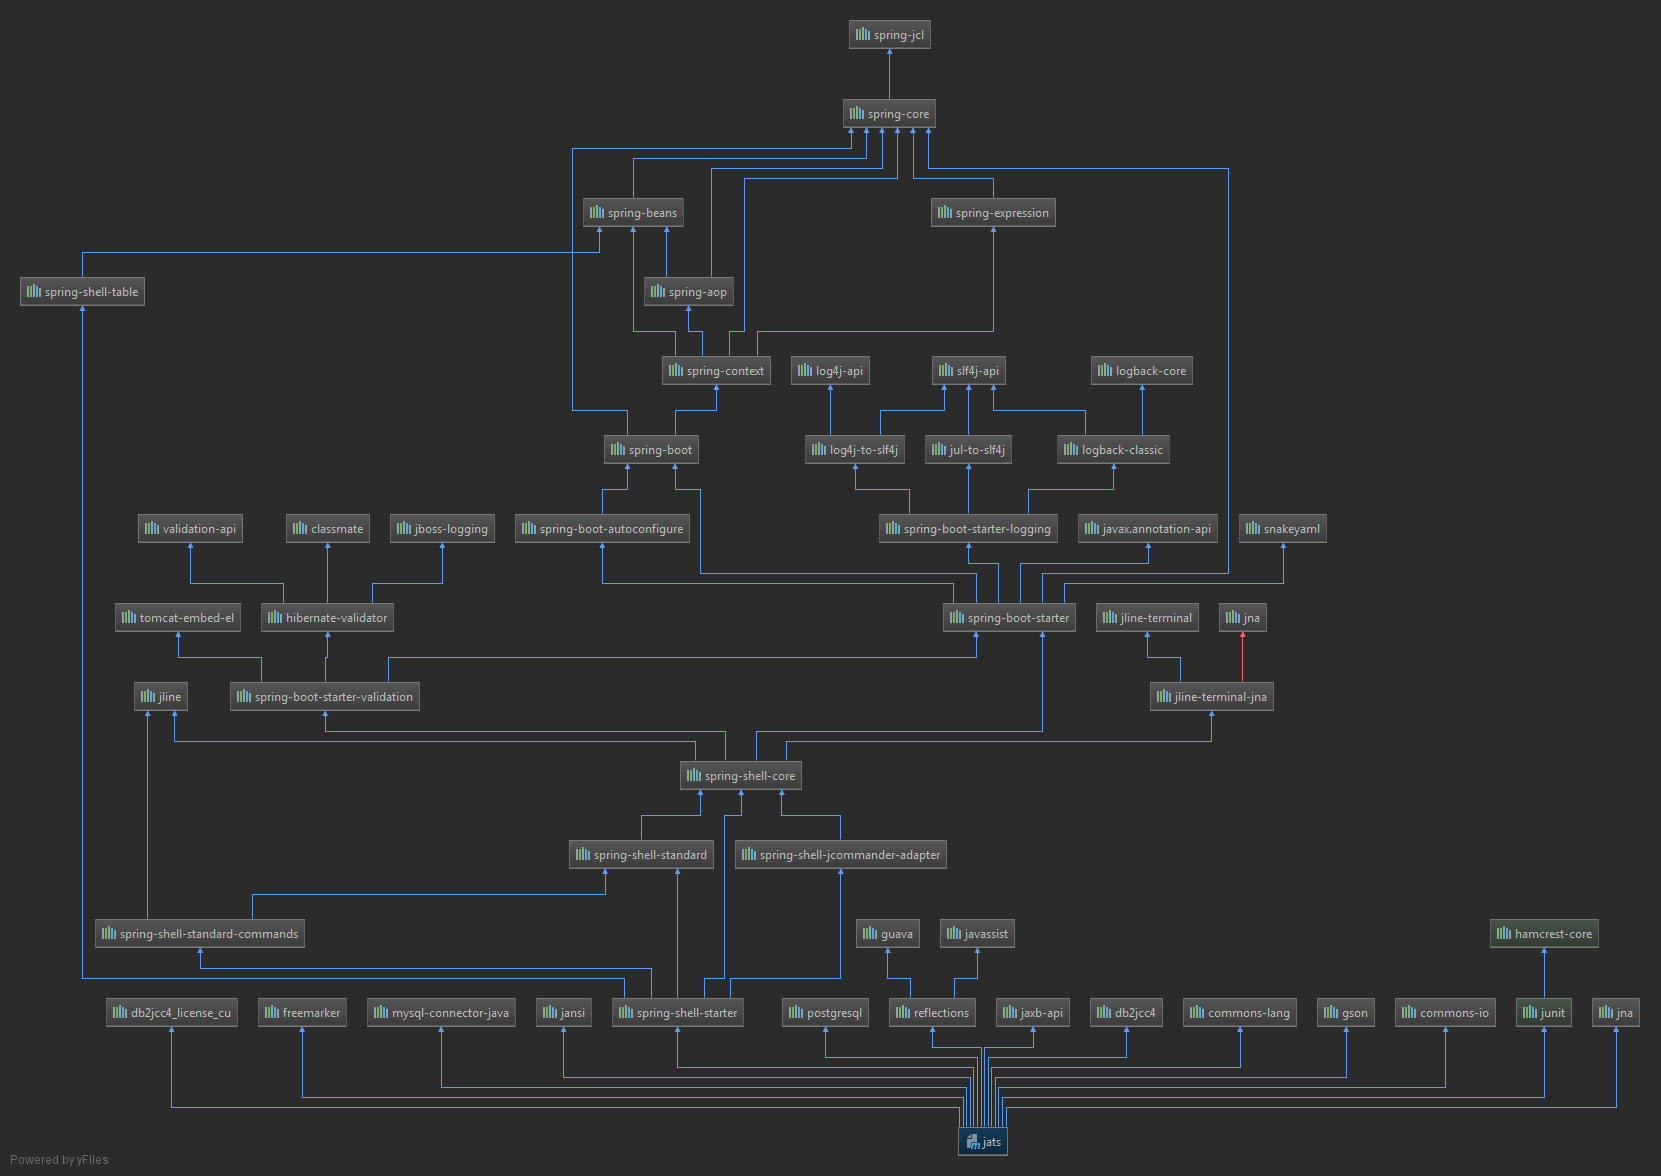 spring-jcl
spring-core
spring-beans
spring-expression
spring-shell-table
spring-aop
spring-context
log4j-api
slf4j-api
logback-core
spring-boot
log4j-to-slf4j
jul-to-slf4j
logback-classic
validation-api
classmate
jboss-logging
spring-boot-autoconfigure
spring-boot-starter-logging
javax.annotation-api
snakeyaml
tomcat-embed-el
hibernate-validator
spring-boot-starter
jline-terminal
jna
jline
spring-boot-starter-validation
jline-terminal-jna
spring-shell-core
spring-shell-standard
spring-shell-jcommander-adapter
spring-shell-standard-commands
guava
javassist
hamcrest-core
db2jcc4_license_cu
freemarker
mysql-connector-java
jansi
spring-shell-starter
postgresql
reflections
jaxb-api
db2jcc4
commons-lang
gson
commons-io
junit
jna
jats
Powered by yFiles